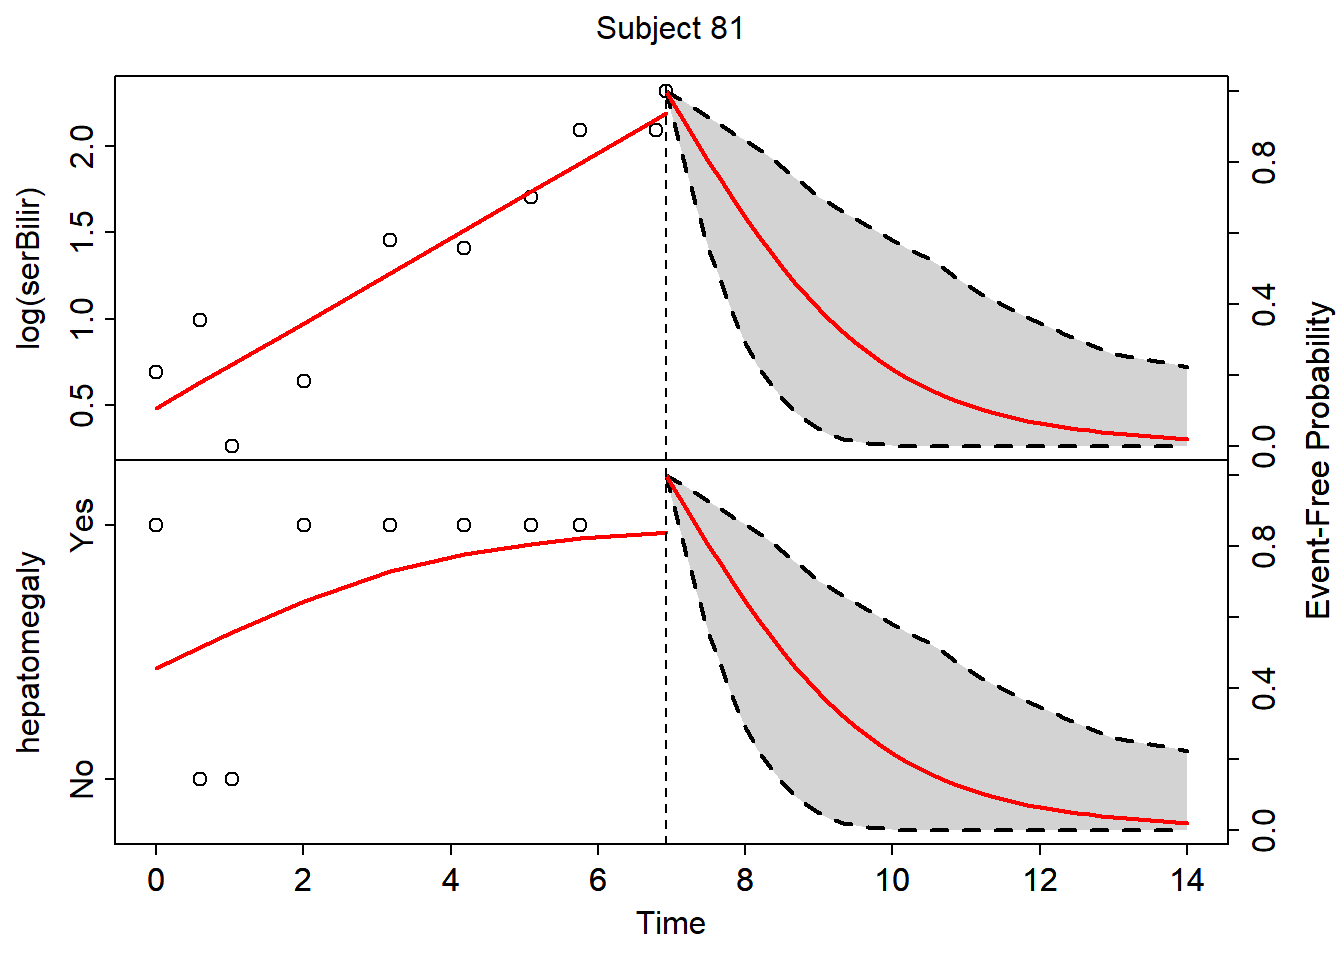 Subject 81
log(serBilir)
2.0
1.5
1.0
0.5
0.8
0.4
0.0
hepatomegaly
Yes
No
0.8
0.4
0.0
Event-Free Probability
0 2 4 6 8 10 12 14
Time